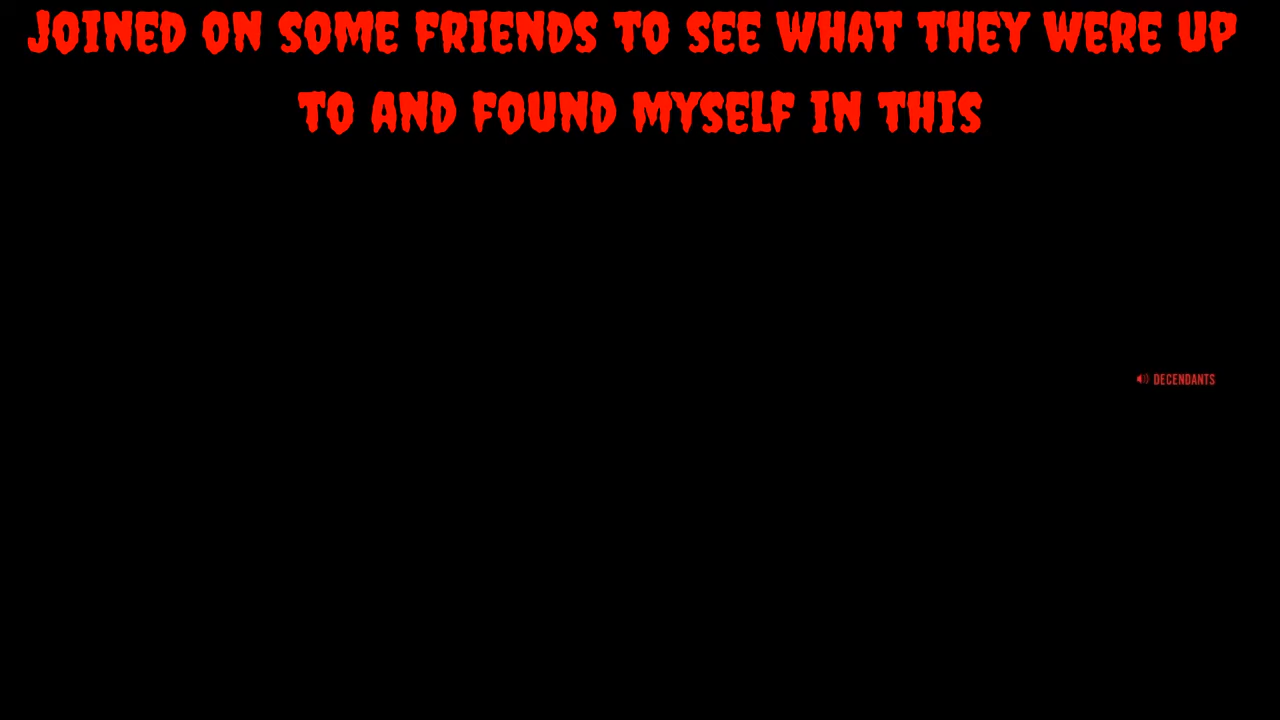 JOINED ON SOME FRIENDS TO SEE WHAT THEY WERE UP
TO AND FOUND MYSELF IN THIS
DECENDANTS